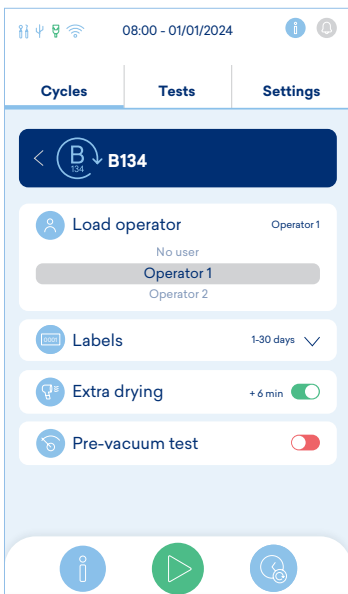 08:00 - 01/01/2024
Cycles Tests Settings
B
134
B134
Load operator Operator 1
No user
Operator 1
Operator 2
0001
Labels 1-30 days
Extra drying + 6 min
Pre-vacuum test